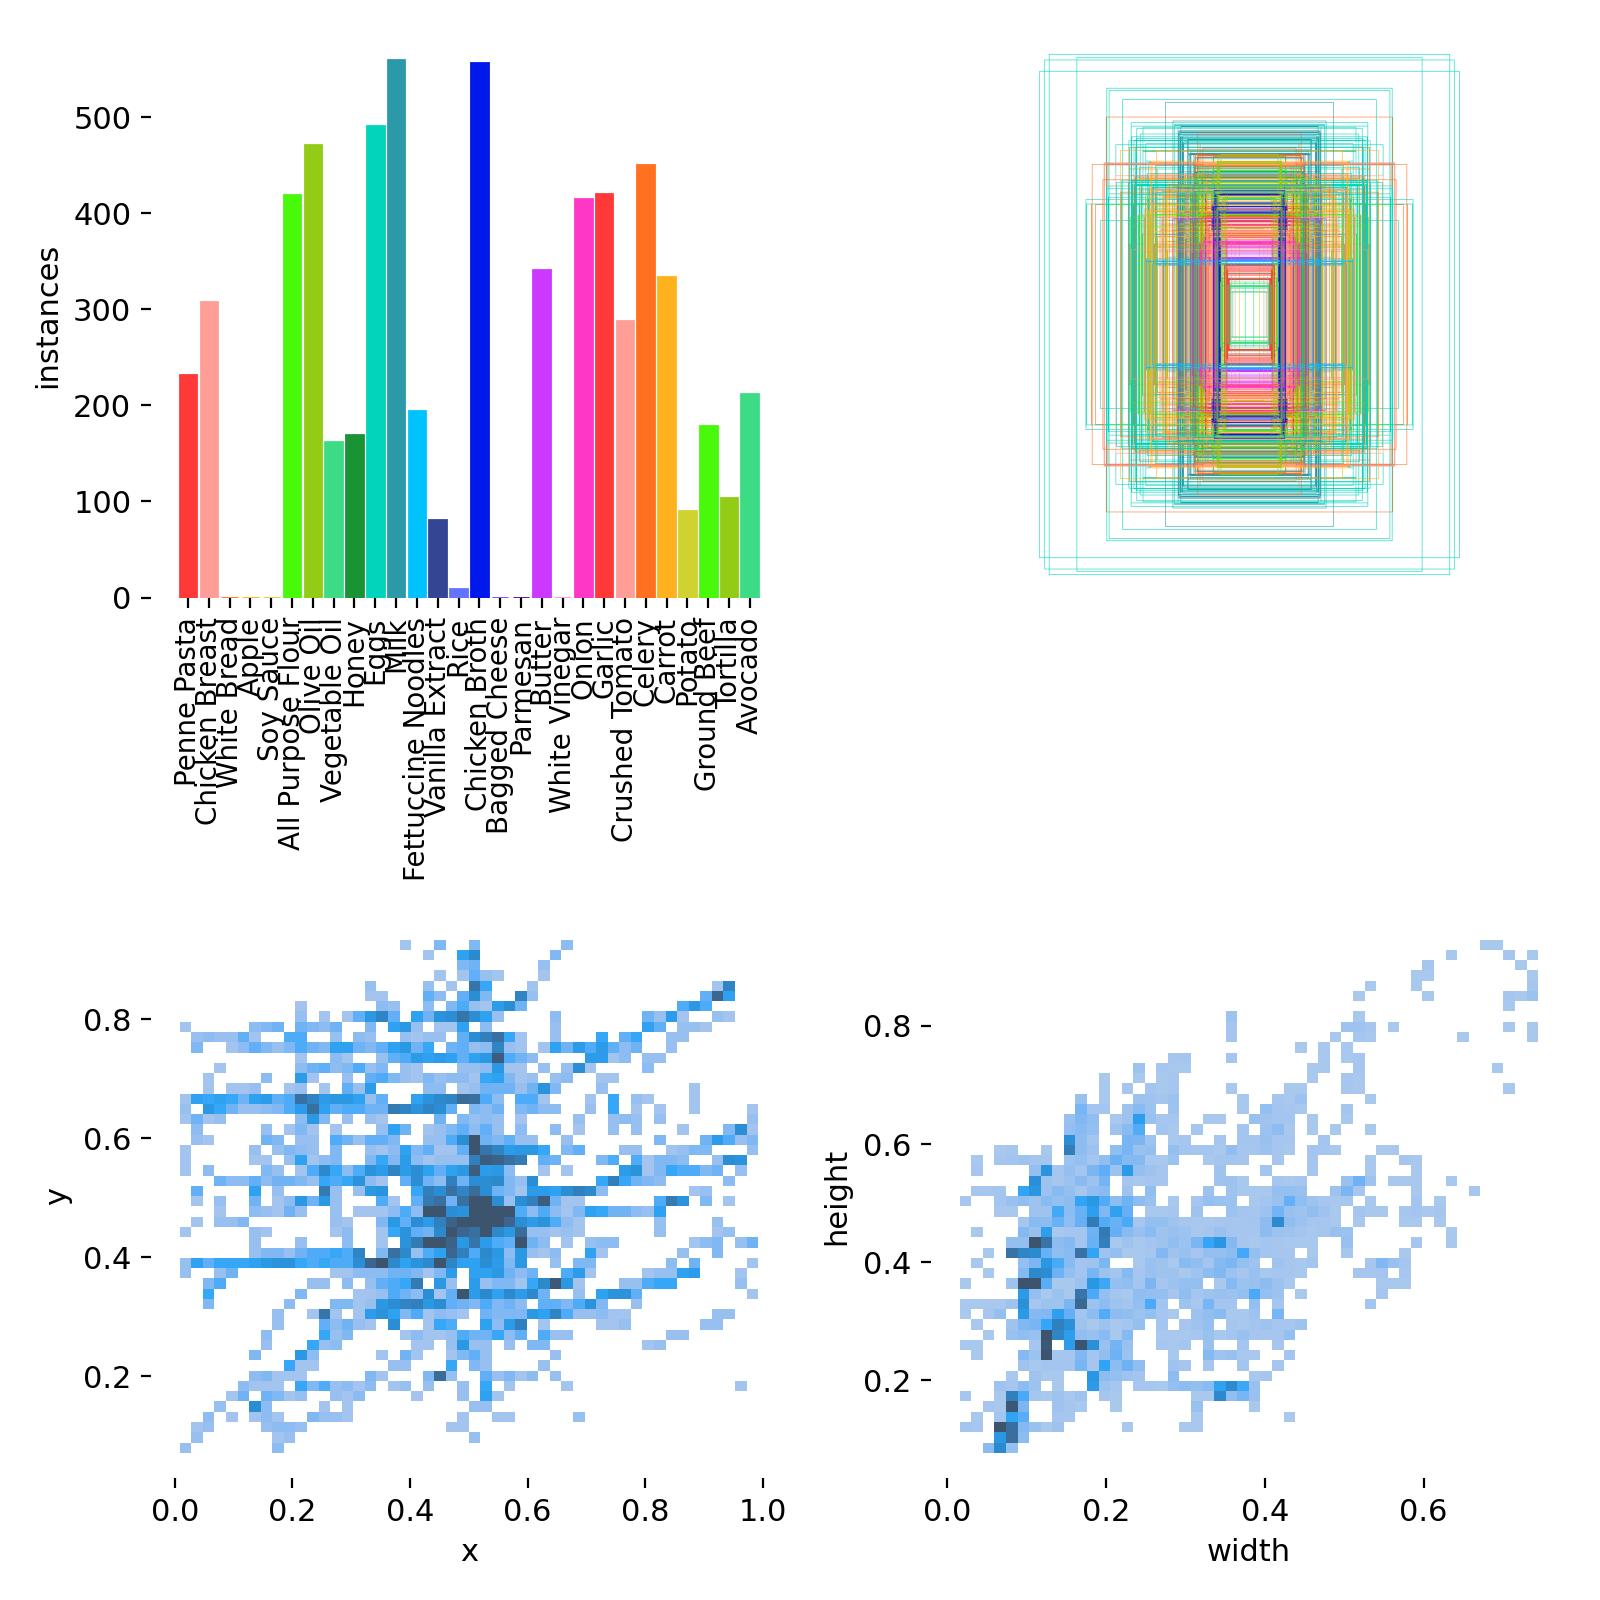 500
400
300
200
100
0
instances
Penne Pasta
Chicken Breast
White Bread
Apple
Soy Sauce
All Purpose Flour
Olive Oil
Vegetable Oil
Honey
Eggs
Milk
Fettuccine Noodles
Vanilla Extract
Rice
Chicken Broth
Bagged Cheese
Parmesan
Butter
White Vinegar
Onion
Garlic
Crushed Tomato
Celery
Carrot
Potato
Ground Beef
Tortilla
Avocado
0.8
0.6
0.4
0.2
y
0.0 0.2 0.4 0.6 0.8 1.0
x
0.8
0.6
0.4
0.2
height
0.0 0.2 0.4 0.6
width